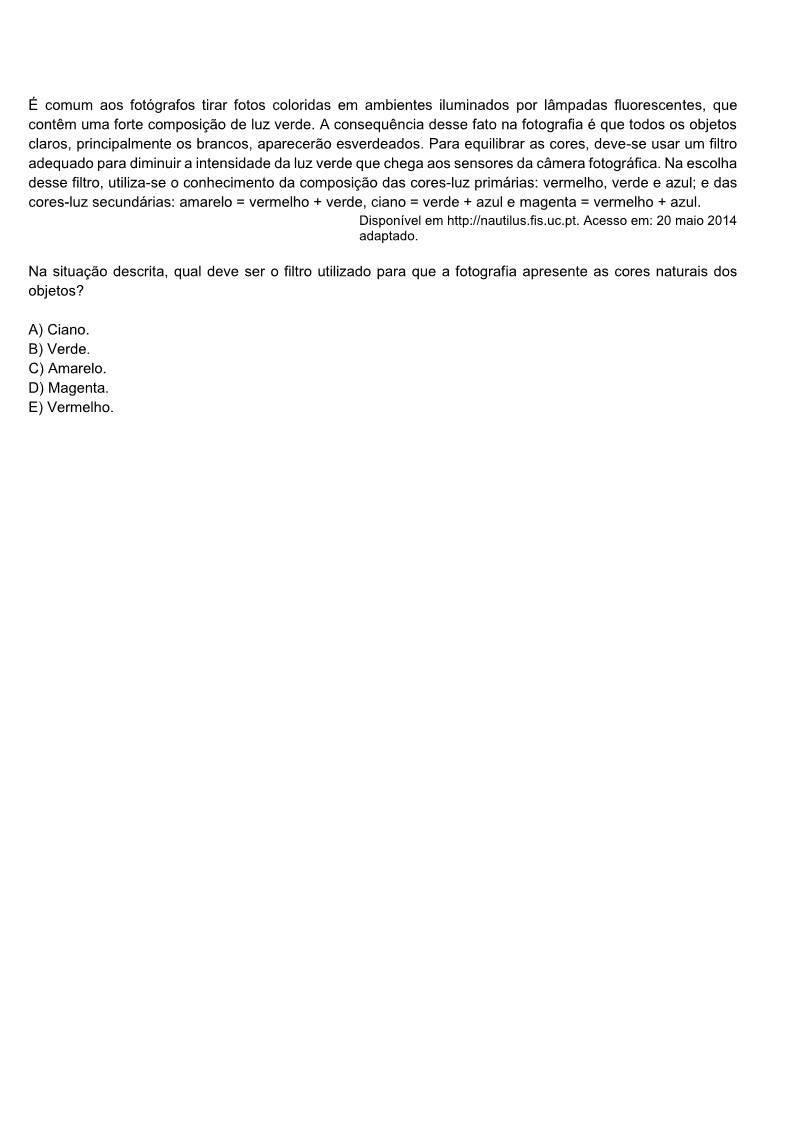 É comum aos fotógrafos tirar fotos coloridas em ambientes iluminados por lâmpadas fluorescentes, que
contêm uma forte composição de luz verde. A consequência desse fato na fotografia é que todos os objetos
claros, principalmente os brancos, aparecerão esverdeados. Para equilibrar as cores, deve-se usar um filtro
adequado para diminuir a intensidade da luz verde que chega aos sensores da câmera fotográfica. Na escolha
desse filtro, utiliza-se o conhecimento da composição das cores-luz primárias: vermelho, verde e azul; e das
cores-luz secundárias: amarelo = vermelho + verde, ciano = verde + azul e magenta = vermelho + azul.
Disponível em http://nautilus.fis.uc.pt. Acesso em: 20 maio 2014
adaptado.
Na situação descrita, qual deve ser o filtro utilizado para que a fotografia apresente as cores naturais dos
objetos?
A) Ciano.
B) Verde.
C) Amarelo.
D) Magenta.
E) Vermelho.